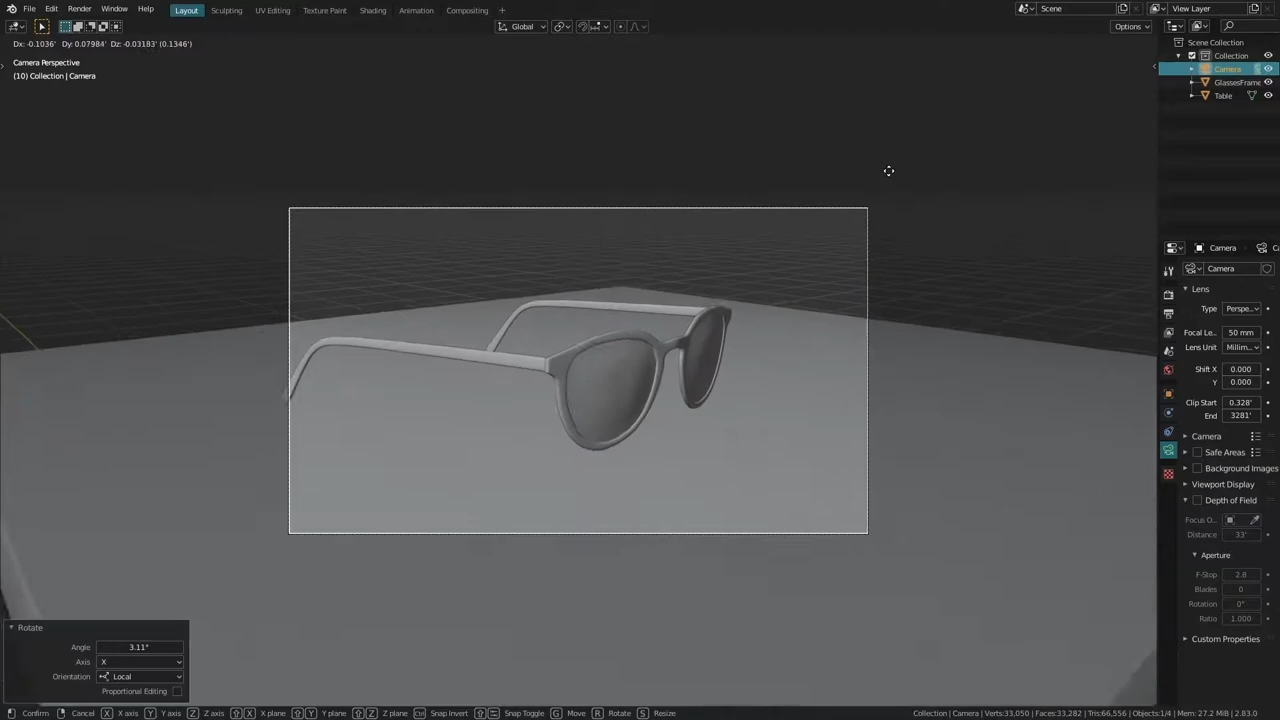 File Edit Render Window Help Layout Sculpting UV Editing Texture Paint Shading Animation Compositing + Scene View Layer
Global Options
Dx: -0.1036' Dy: 0.07984' Dz: -0.03183' (0.1346')
Camera Perspective
(10) Collection | Camera
Scene Collection
Collection
Camera
GlassesFrame
Table
Camera
Camera
Lens
Type Perspe...
Focal Le... 50 mm
Lens Unit Millim...
Shift X 0.000
Y 0.000
Clip Start 0.328'
End 3281'
Camera
Safe Areas
Background Images
Viewport Display
Depth of Field
Focus O...
Distance 33'
Aperture
F-Stop 2.8
Blades 0
Rotation 0°
Ratio 1.000
Custom Properties
Rotate
Angle 3.11°
Axis X
Orientation Local
Proportional Editing
Confirm Cancel X X axis Y Y axis Z Z axis X X plane Y Y plane Z Z plane Ctrl Snap Invert Snap Toggle G Move R Rotate S Resize Collection | Camera | Verts:33,050 | Faces:33,282 | Tris:66,556 | Objects:1/4 | Mem: 27.2 MiB | 2.83.0